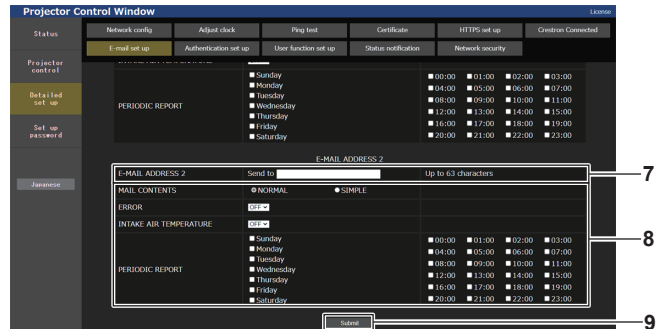 Projector Control Window License
Status Network config Adjust clock Ping test Certificate HTTPS set up Crestron Connected
E-mail set up Authentication set up User function set up Status notification Network security
Projector
control
Detailed
set up
Set up
password
Japanese
INTAKE AIR TEMPERATURE
PERIODIC REPORT
Sunday 00:00 01:00 02:00 03:00
Monday 04:00 05:00 06:00 07:00
Tuesday 08:00 09:00 10:00 11:00
Wednesday 12:00 13:00 14:00 15:00
Thursday 16:00 17:00 18:00 19:00
Friday 20:00 21:00 22:00 23:00
Saturday
E-MAIL ADDRESS 2
E-MAIL ADDRESS 2 Send to Up to 63 characters 7
MAIL CONTENTS NORMAL SIMPLE
ERROR OFF
INTAKE AIR TEMPERATURE OFF
8
PERIODIC REPORT
Sunday 00:00 01:00 02:00 03:00
Monday 04:00 05:00 06:00 07:00
Tuesday 08:00 09:00 10:00 11:00
Wednesday 12:00 13:00 14:00 15:00
Thursday 16:00 17:00 18:00 19:00
Friday 20:00 21:00 22:00 23:00
Saturday
Submit 9